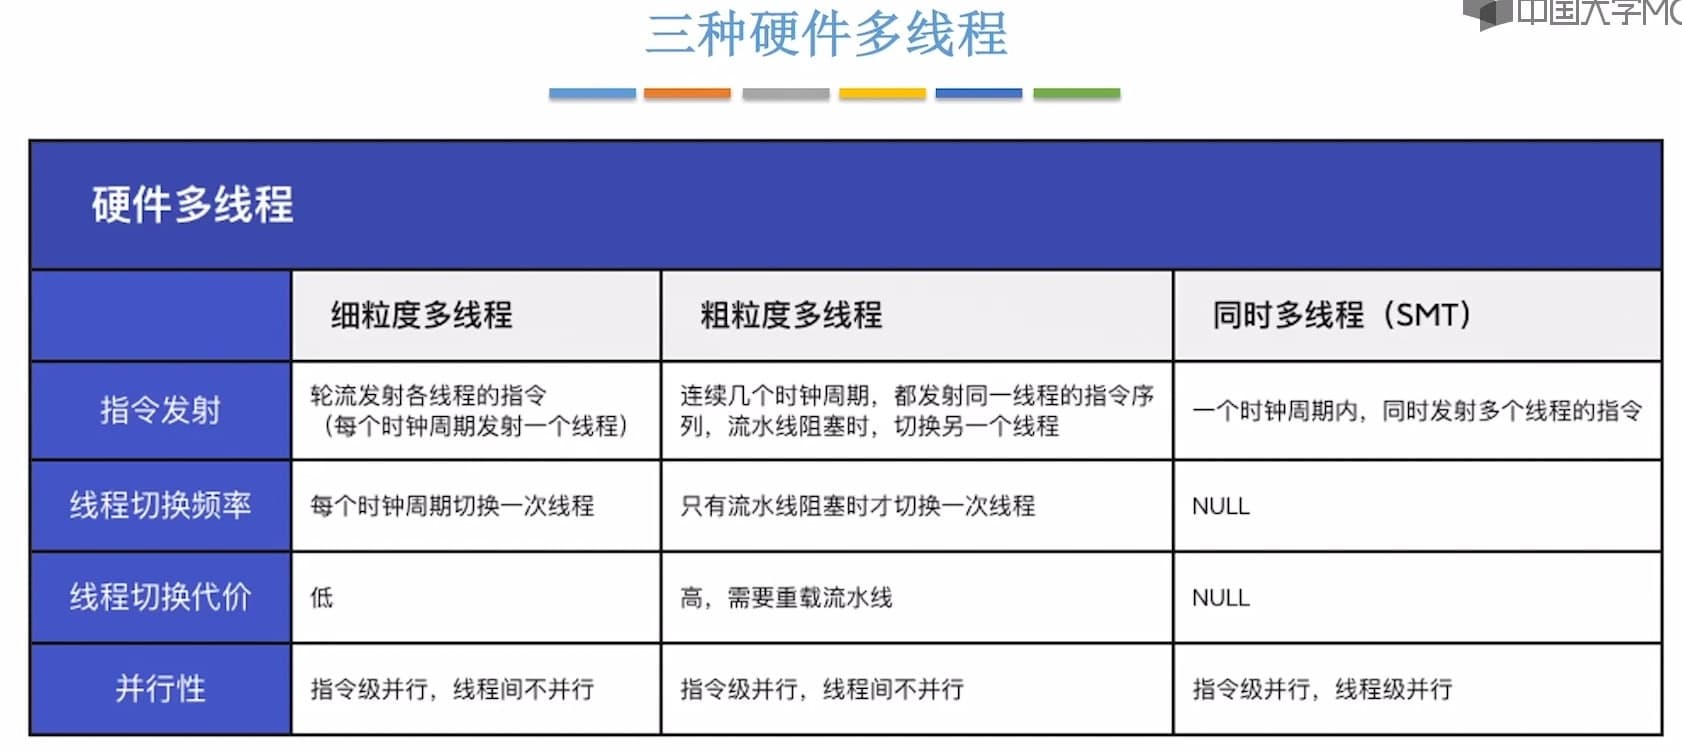 中国大学MO
三种硬件多线程
硬件多线程
细粒度多线程
粗粒度多线程
同时多线程（SMT）
指令发射
轮流发射各线程的指令
（每个时钟周期发射一个线程）
连续几个时钟周期，都发射同一线程的指令序
列，流水线阻塞时，切换另一个线程
一个时钟周期内，同时发射多个线程的指令
线程切换频率
每个时钟周期切换一次线程
只有流水线阻塞时才切换一次线程
NULL
线程切换代价
低
高，需要重载流水线
NULL
并行性
指令级并行，线程间不并行
指令级并行，线程间不并行
指令级并行，线程级并行